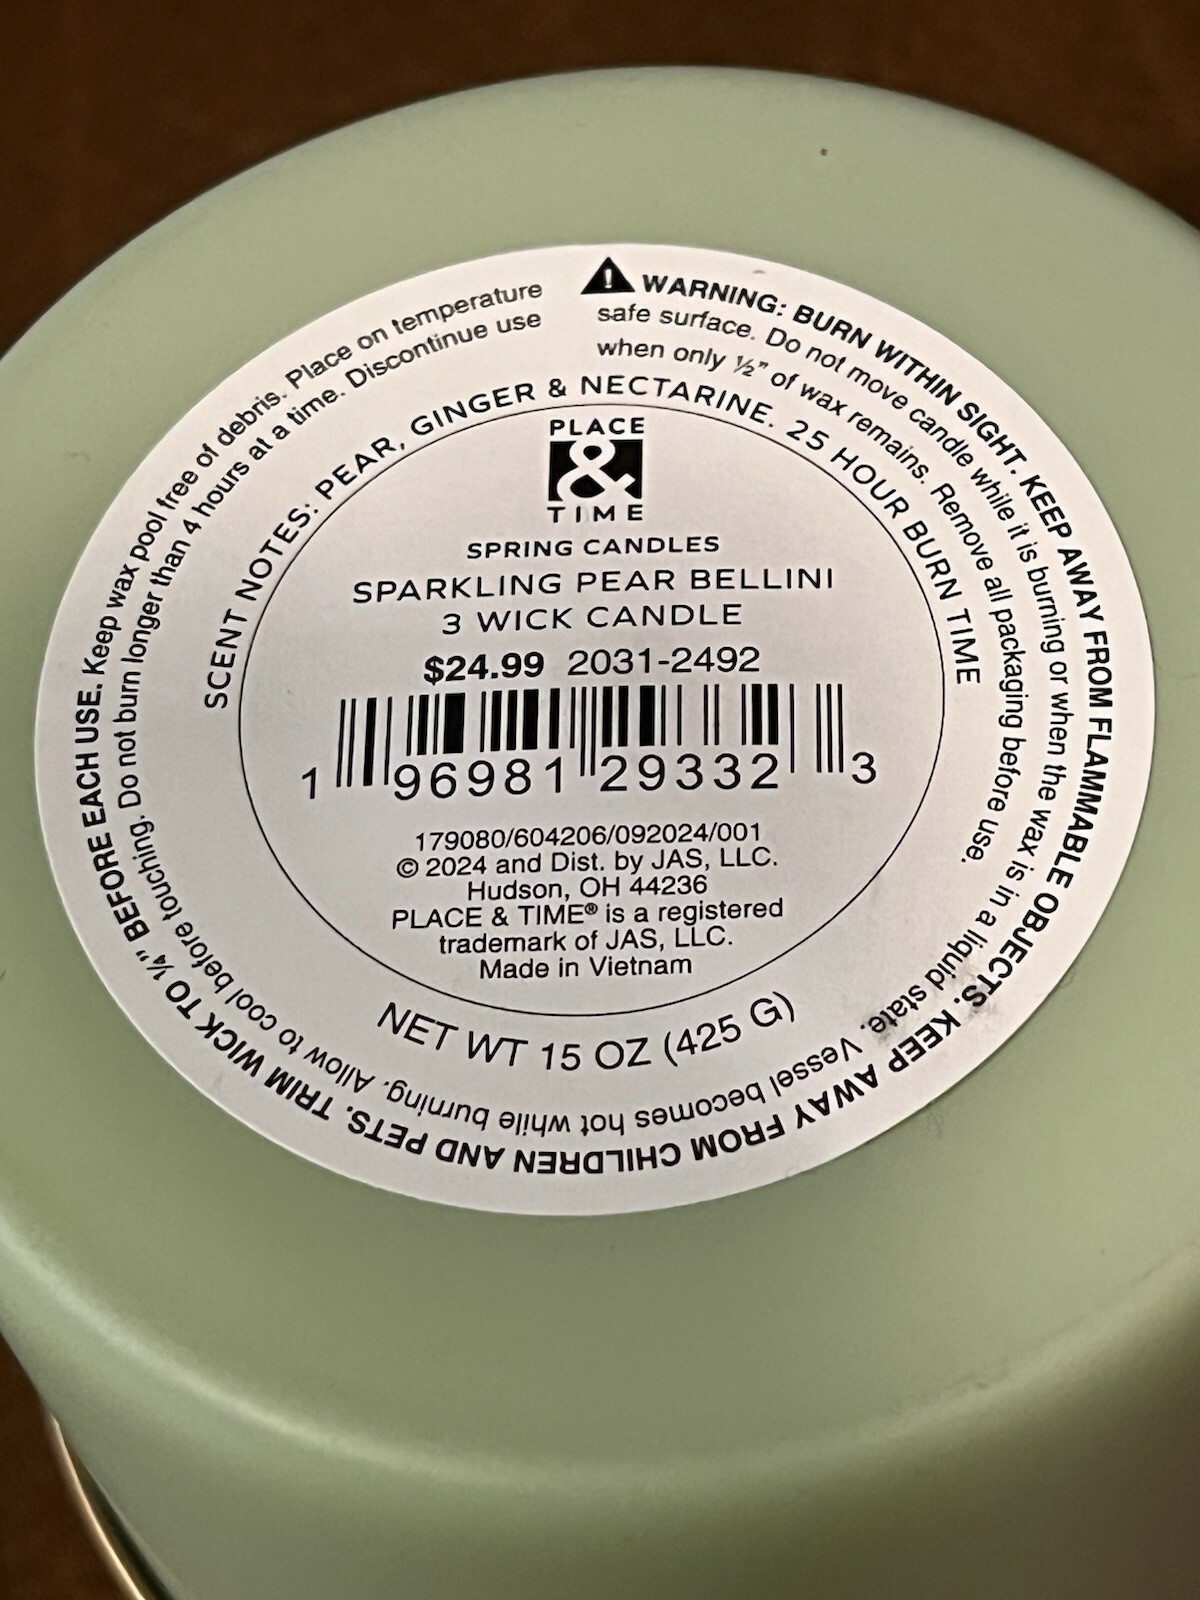 ⚠ WARNING: BURN WITHIN SIGHT. KEEP AWAY FROM FLAMMABLE OBJECTS. KEEP AWAY FROM CHILDREN AND PETS. TRIM WICK TO ¼" BEFORE EACH USE. Keep wax pool free of debris. Place on temperature
safe surface. Do not move candle while it is burning or when the wax is in a liquid state. Vessel becomes hot while burning. Allow to cool before touching. Do not burn longer than 4 hours at a time. Discontinue use
when only ½" of wax remains. Remove all packaging before use.
SCENT NOTES: PEAR, GINGER & NECTARINE. 25 HOUR BURN TIME
PLACE
&
TIME
SPRING CANDLES
SPARKLING PEAR BELLINI
3 WICK CANDLE
$24.99 2031-2492
1 96981 29332 3
179080/604206/092024/001
© 2024 and Dist. by JAS, LLC.
Hudson, OH 44236
PLACE & TIME® is a registered
trademark of JAS, LLC.
Made in Vietnam
NET WT 15 OZ (425 G)